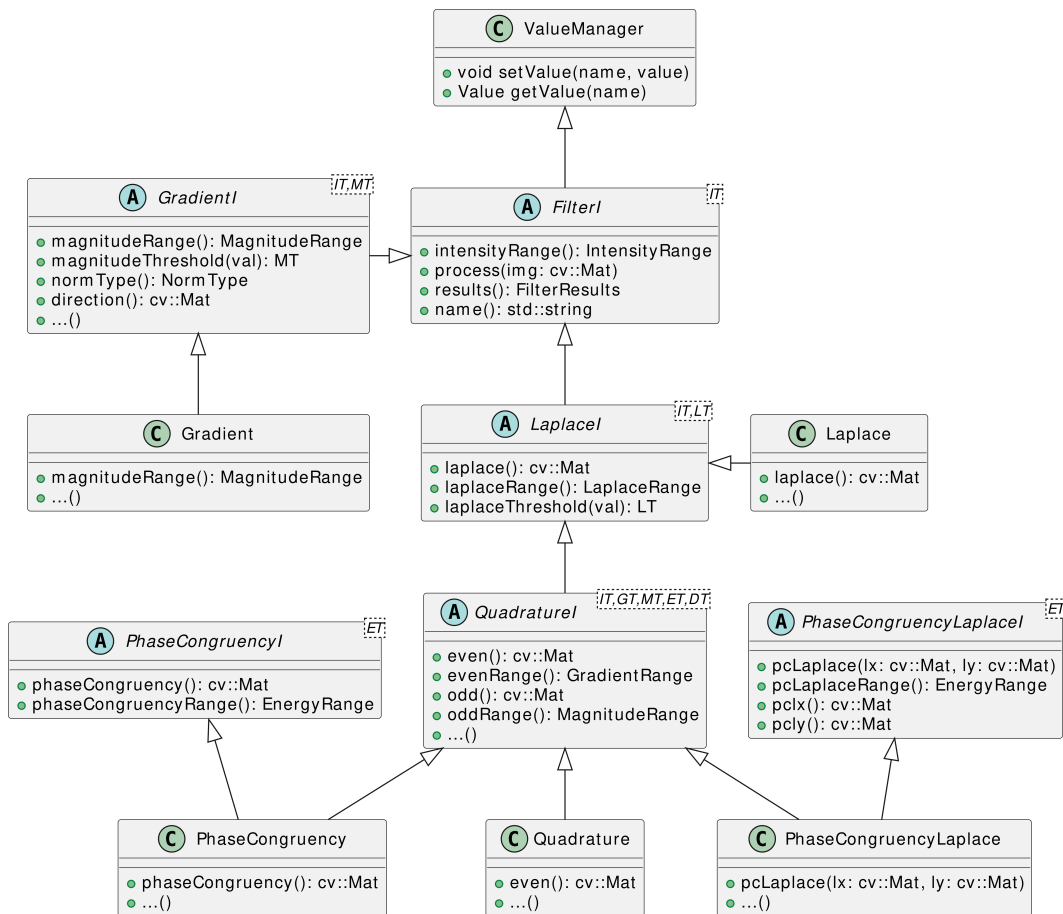 C ValueManager
void setValue(name, value)
Value getValue(name)
IT,MT
A GradientI
magnitudeRange(): MagnitudeRange
magnitudeThreshold(val): MT
normType(): NormType
direction(): cv::Mat
...()
IT
A FilterI
intensityRange(): IntensityRange
process(img: cv::Mat)
results(): FilterResults
name(): std::string
C Gradient
magnitudeRange(): MagnitudeRange
...()
IT,LT
A LaplaceI
laplace(): cv::Mat
laplaceRange(): LaplaceRange
laplaceThreshold(val): LT
C Laplace
laplace(): cv::Mat
...()
ET
A PhaseCongruencyI
phaseCongruency(): cv::Mat
phaseCongruencyRange(): EnergyRange
IT,GT,MT,ET,DT
A QuadratureI
even(): cv::Mat
evenRange(): GradientRange
odd(): cv::Mat
oddRange(): MagnitudeRange
...()
ET
A PhaseCongruencyLaplaceI
pcLaplace(lx: cv::Mat, ly: cv::Mat)
pcLaplaceRange(): EnergyRange
pclx(): cv::Mat
pcly(): cv::Mat
C PhaseCongruency
phaseCongruency(): cv::Mat
...()
C Quadrature
even(): cv::Mat
...()
C PhaseCongruencyLaplace
pcLaplace(lx: cv::Mat, ly: cv::Mat)
...()